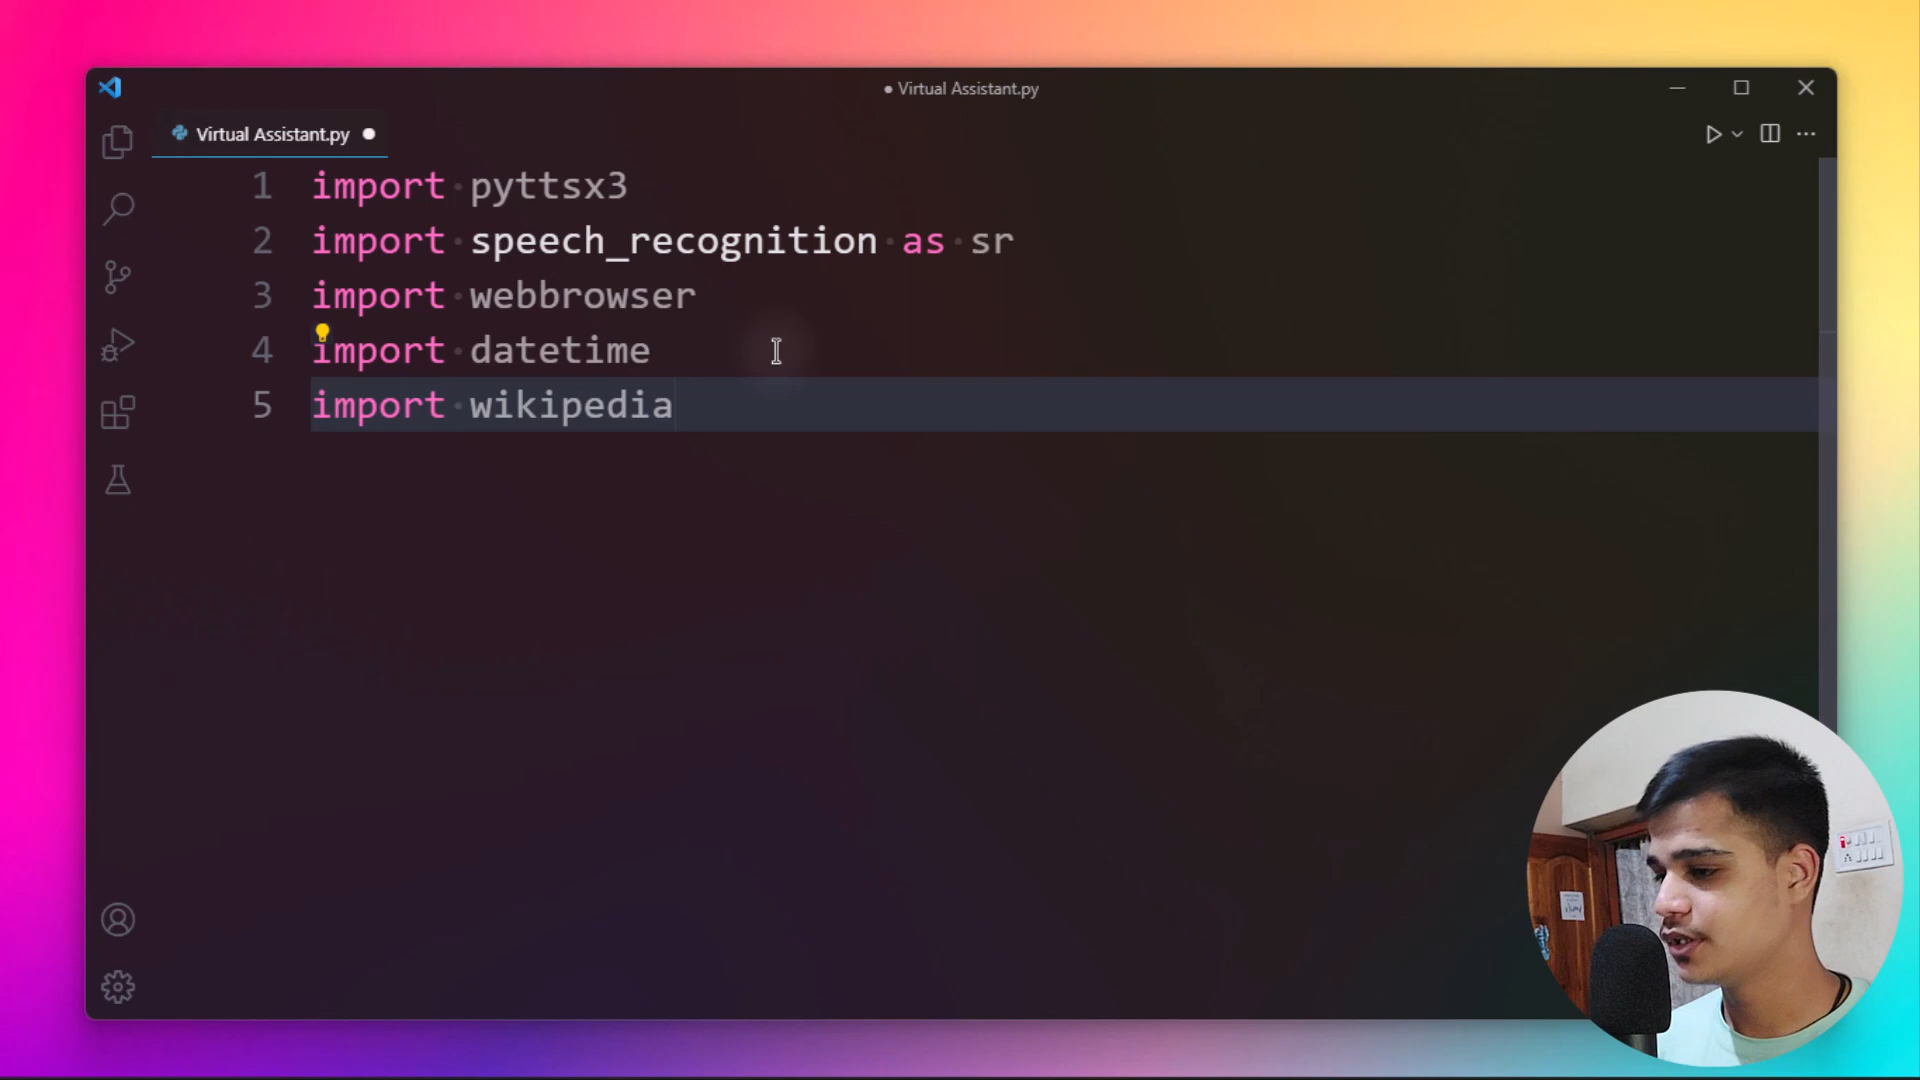 ● Virtual Assistant.py
Virtual Assistant.py ●
1 import pyttsx3
2 import speech_recognition as sr
3 import webbrowser
4 import datetime
5 import wikipedia